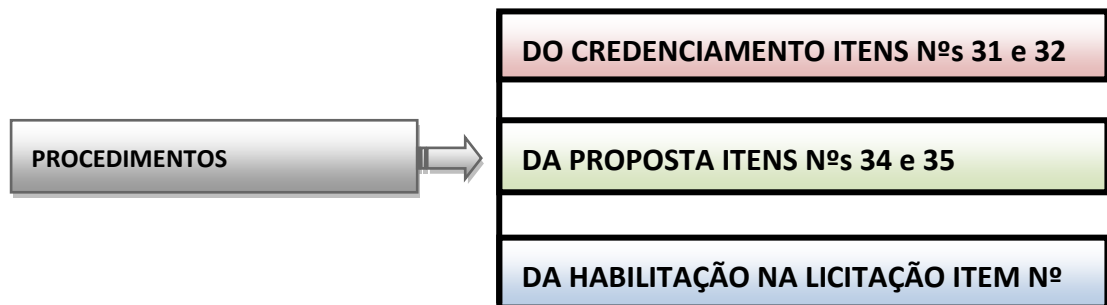 DO CREDENCIAMENTO ITENS Nºs 31 e 32
PROCEDIMENTOS
DA PROPOSTA ITENS Nºs 34 e 35
DA HABILITAÇÃO NA LICITAÇÃO ITEM Nº